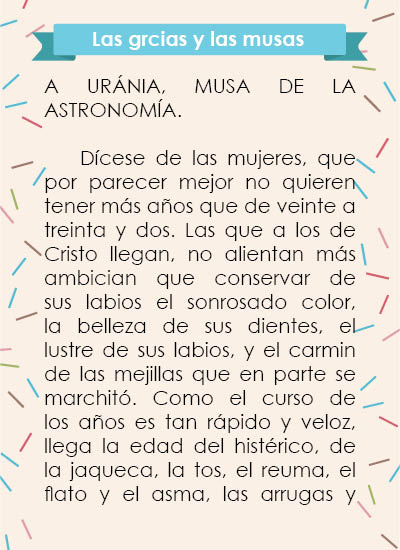 Las grcias y las musas
A URÁNIA, MUSA DE LA
ASTRONOMÍA.
Dícese de las mujeres, que
por parecer mejor no quieren
tener más años que de veinte a
treinta y dos. Las que a los de
Cristo llegan, no alientan más
ambician que conservar de
sus labios el sonrosado color,
la belleza de sus dientes, el
lustre de sus labios, y el carmin
de las mejillas que en parte se
marchitó. Como el curso de
los años es tan rápido y veloz,
llega la edad del histérico, de
la jaqueca, la tos, el reuma, el
flato y el asma, las arrugas y